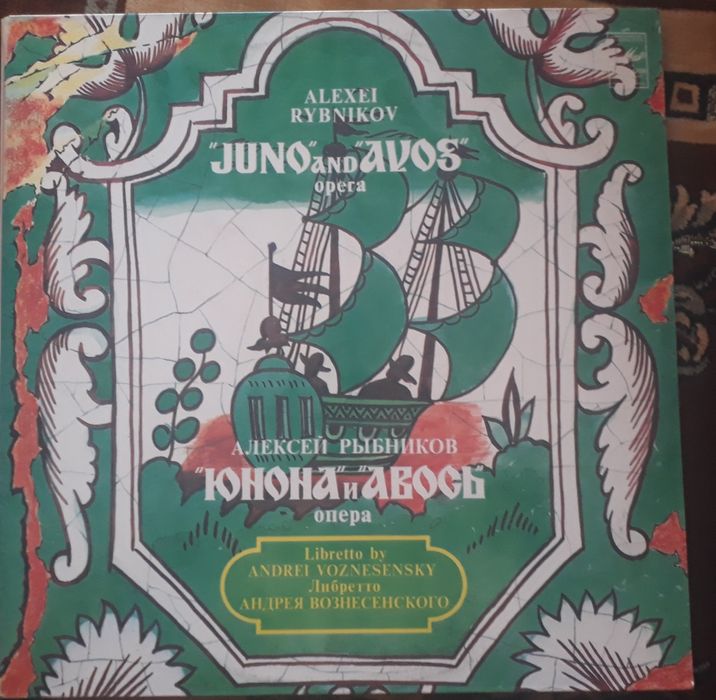 ALEXEI
RYBNIKOV
"JUNO" AND "AVOS"
opera
АЛЕКСЕЙ РЫБНИКОВ
"ЮНОНА" И "АВОСЬ"
опера
Libretto by
ANDREI VOZNESENSKY
Либретто
АНДРЕЯ ВОЗНЕСЕНСКОГО